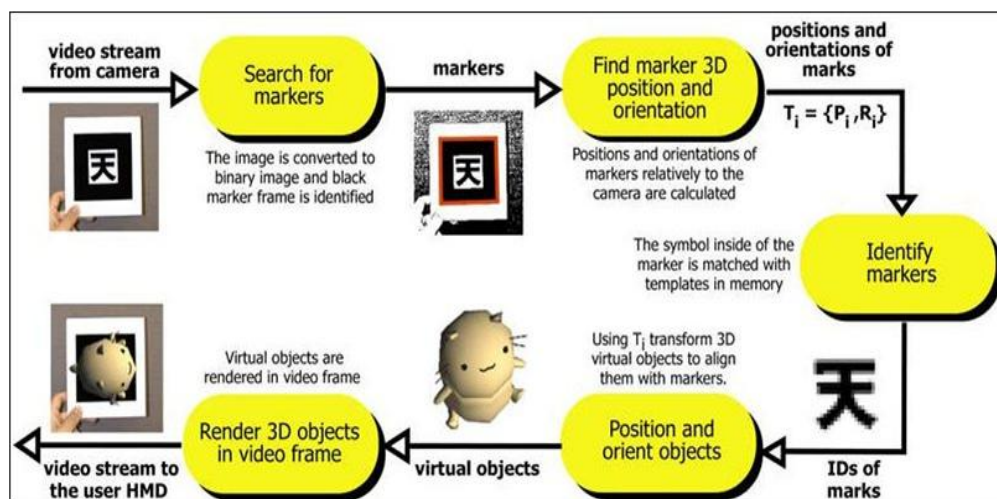 video stream
from camera
Search for
markers
The image is converted to
binary image and black
marker frame is identified
天
markers
天
Find marker 3D
position and
orientation
Positions and orientations of
markers relatively to the
camera are calculated
positions and
orientations of
marks
Ti = {Pi ,Ri}
Identify
markers
The symbol inside of the
marker is matched with
templates in memory
天
IDs of
marks
Using Ti transform 3D
virtual objects to align
them with markers.
Position and
orient objects
virtual objects
Virtual objects are
rendered in video frame
Render 3D objects
in video frame
video stream to
the user HMD